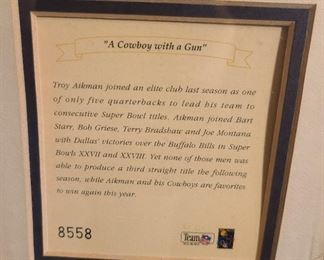 "A Cowboy with a Gun"
Troy Aikman joined an elite club last season as one
of only five quarterbacks to lead his team to
consecutive Super Bowl titles. Aikman joined Bart
Starr, Bob Griese, Terry Bradshaw and Joe Montana
with Dallas' victories over the Buffalo Bills in Super
Bowls XXVII and XXVIII. Yet none of those men was
able to produce a third straight title the following
season, while Aikman and his Cowboys are favorites
to win again this year.
8558
Team
NFL